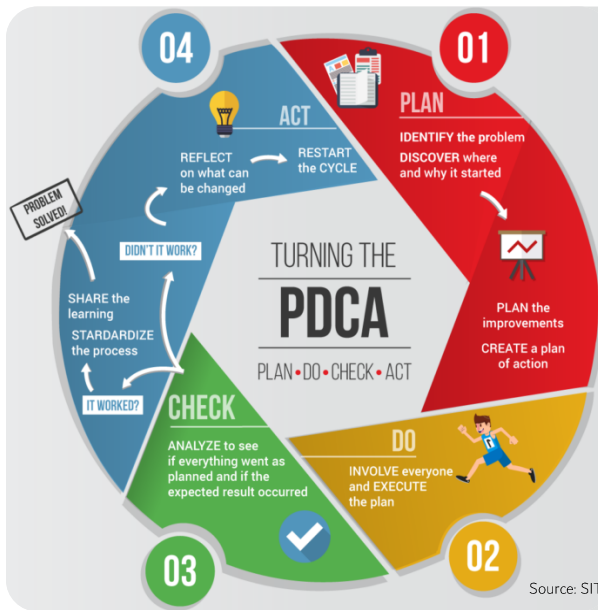 01
PLAN
IDENTIFY the problem
DISCOVER where
and why it started
PLAN the
improvements
CREATE a plan
of action
02
DO
INVOLVE everyone
and EXECUTE
the plan
03
CHECK
ANALYZE to see
if everything went as
planned and if the
expected result occurred
04
ACT
IT WORKED?
STARDARDIZE
the process
SHARE the
learning
PROBLEM
SOLVED!
DIDN'T IT WORK?
REFLECT
on what can
be changed
RESTART
the CYCLE
TURNING THE
PDCA
PLAN•DO•CHECK•ACT
Source: SIT